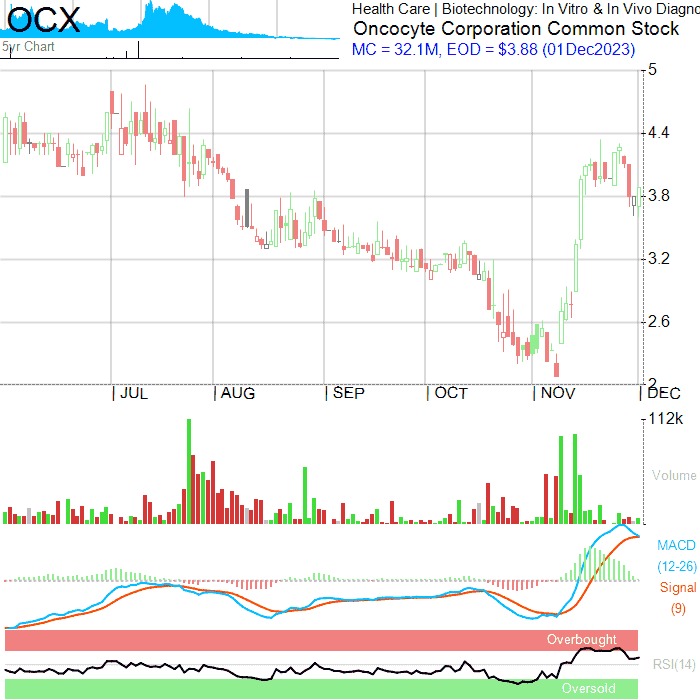 OCX
Health Care | Biotechnology: In Vitro & In Vivo Diagno
Oncocyte Corporation Common Stock
5yr Chart
MC = 32.1M, EOD = $3.88 (01Dec2023)
5
4.4
3.8
3.2
2.6
2
| JUL
| AUG
| SEP
| OCT
| NOV
| DEC
112k
Volume
MACD
(12-26)
Signal
(9)
Overbought
RSI(14)
Oversold